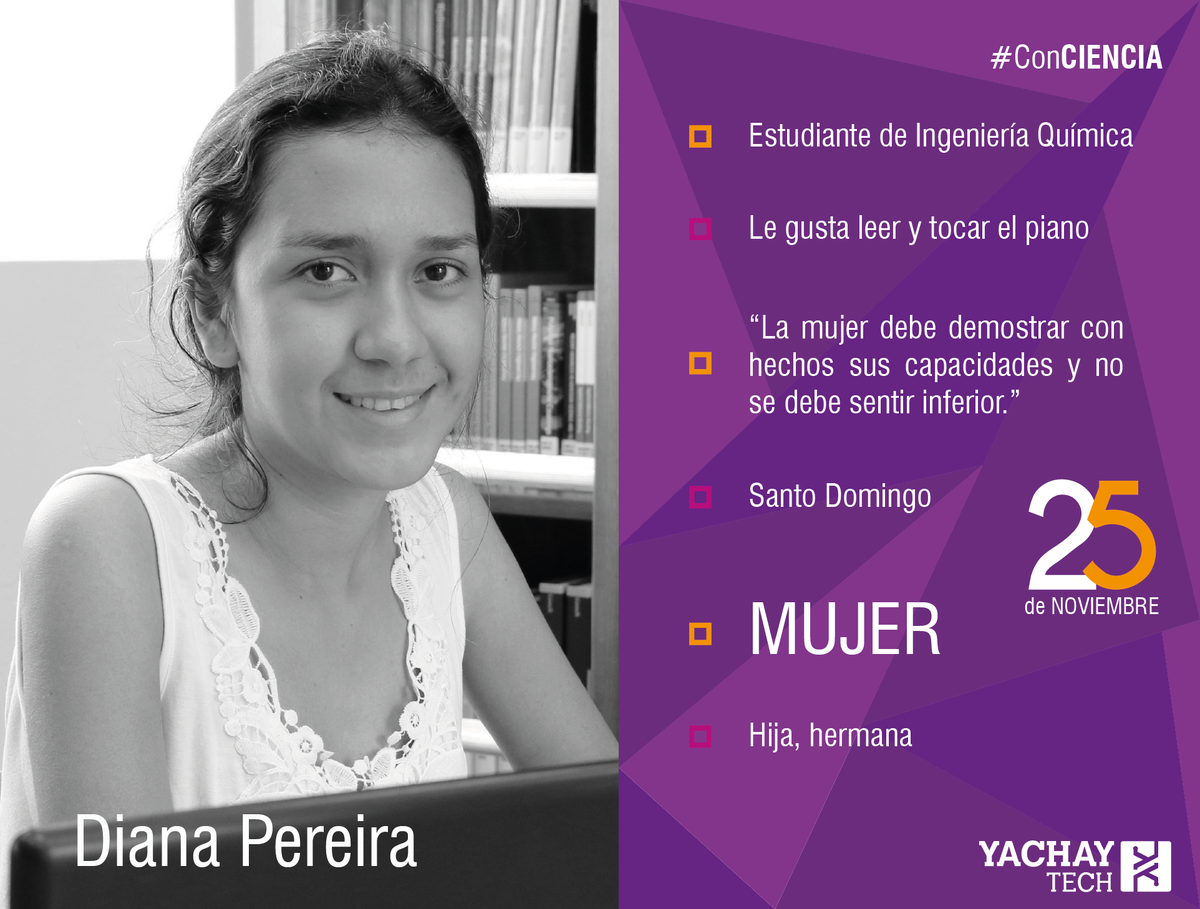 #ConCIENCIA
Estudiante de Ingeniería Química
Le gusta leer y tocar el piano
“La mujer debe demostrar con
hechos sus capacidades y no
se debe sentir inferior.”
Santo Domingo
25
de NOVIEMBRE
MUJER
Hija, hermana
Diana Pereira
YACHAY
TECH